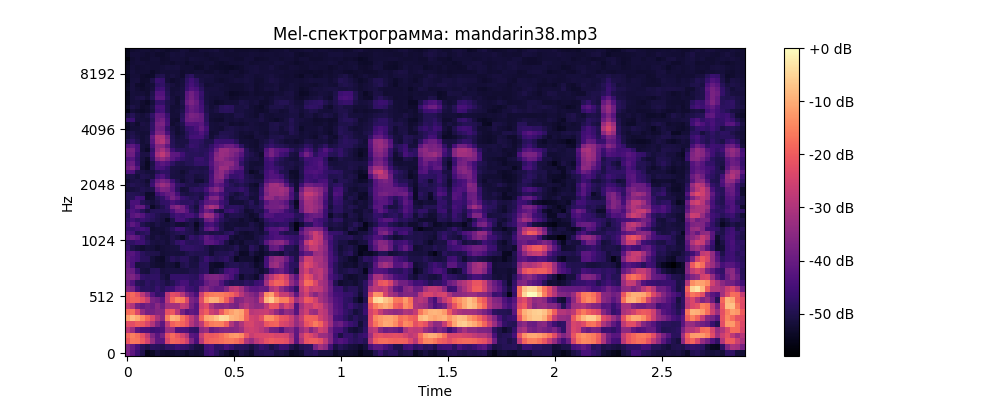 Mel-спектрограмма: mandarin38.mp3
+0 dB
8192
-10 dB
4096
-20 dB
2048
Hz
-30 dB
1024
-40 dB
512
-50 dB
0
0 0.5 1 1.5 2 2.5
Time